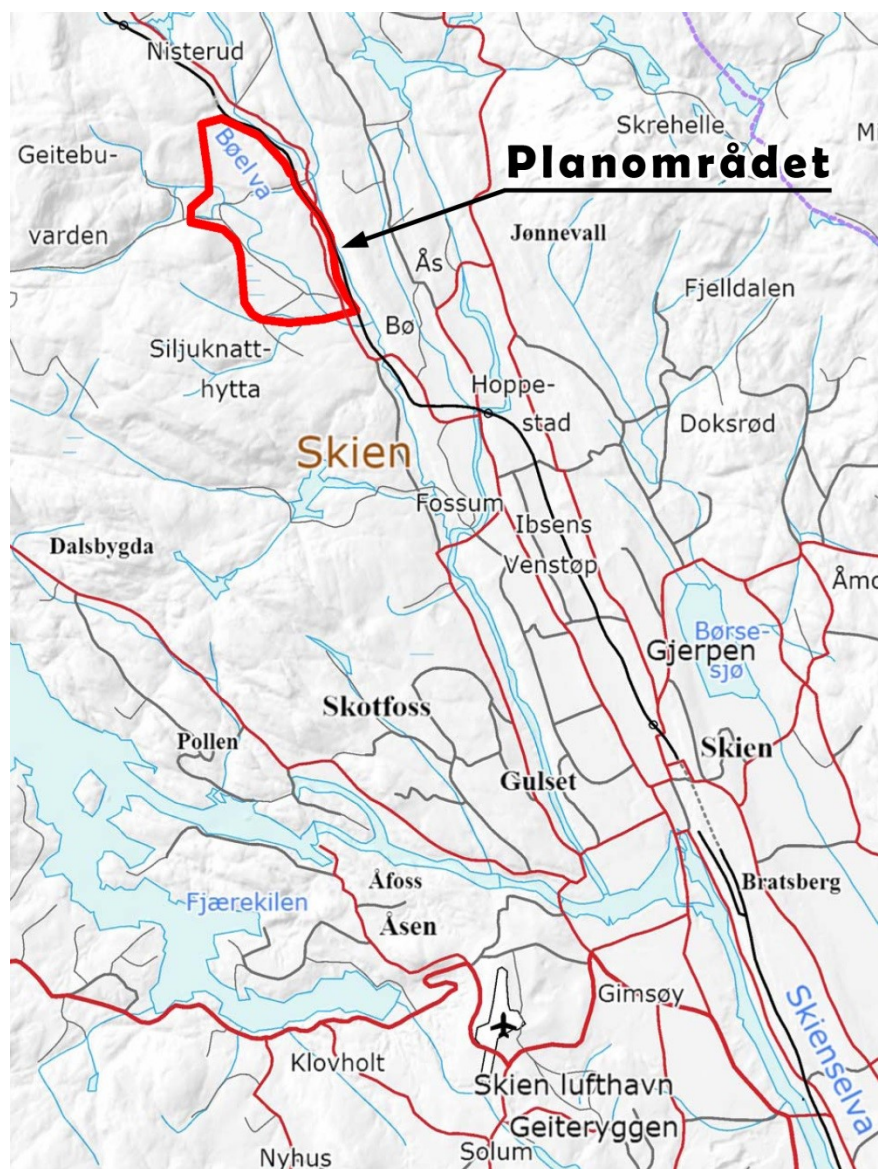 Nisterud
Skrehelle
Mi
Geitebu-
varden
Bøelva
Planområdet
Jønnevall
Ås
Fjelldalen
Bø
Siljuknatt-
hytta
Hoppe-
stad
Doksrød
Skien
Fossum
Ibsens
Venstøp
Dalsbygda
Åmo
Børse-
sjø
Gjerpen
Skotfoss
Pollen
Skien
Gulset
Åfoss
Bratsberg
Fjærekilen
Åsen
Gimsøy
Skienselva
Klovholt
Skien lufthavn
Geiteryggen
Nyhus
Solum